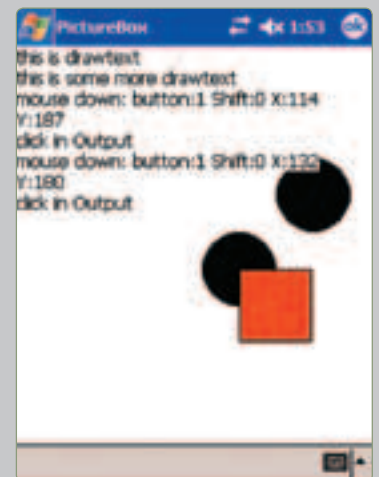 PictureBox 1:53 ok
this is drawtext
this is some more drawtext
mouse down: button:1 Shift:0 X:114
Y:187
click in Output
mouse down: button:1 Shift:0 X:132
Y:180
click in Output